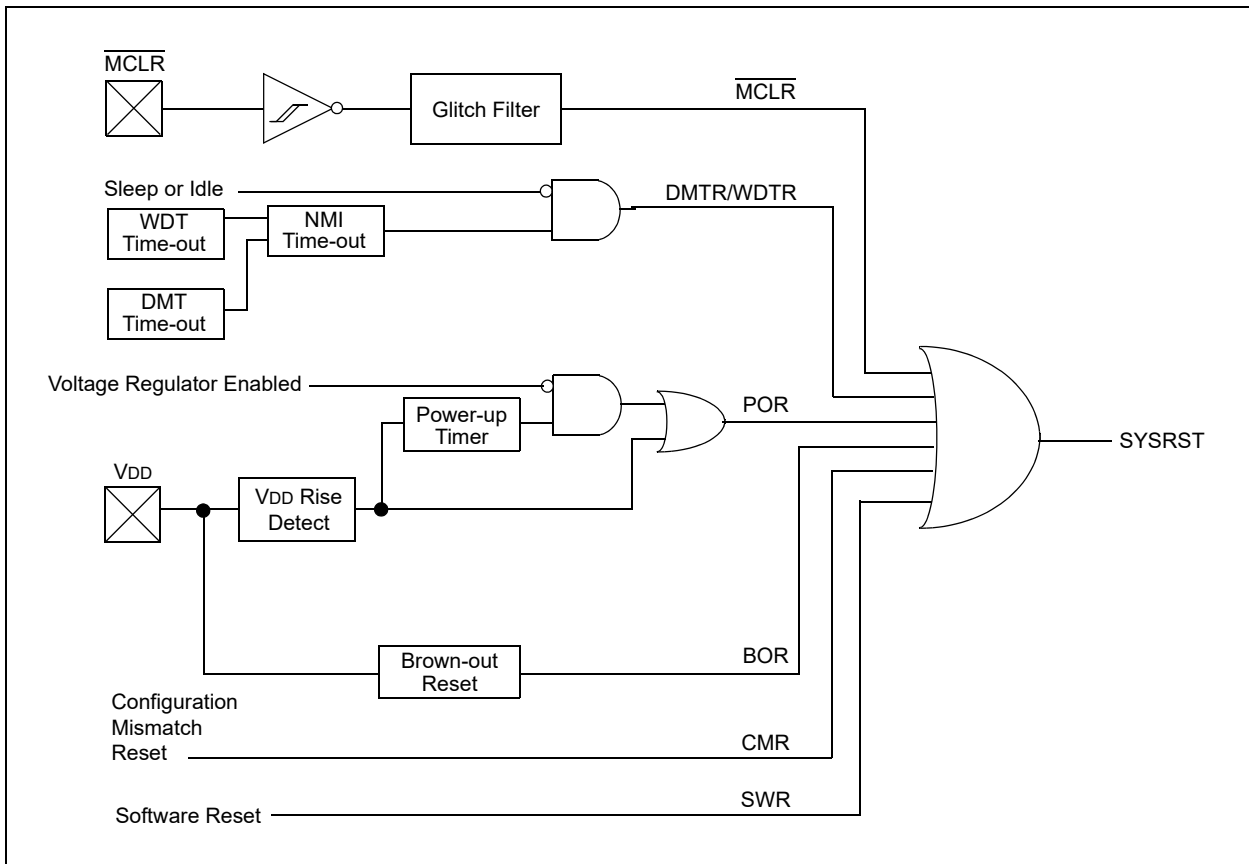 MCLR
Glitch Filter
MCLR
Sleep or Idle
DMTR/WDTR
WDT
Time-out
NMI
Time-out
DMT
Time-out
Voltage Regulator Enabled
Power-up
Timer
POR
SYSRST
VDD
VDD Rise
Detect
Brown-out
Reset
BOR
Configuration
Mismatch
Reset
CMR
Software Reset
SWR